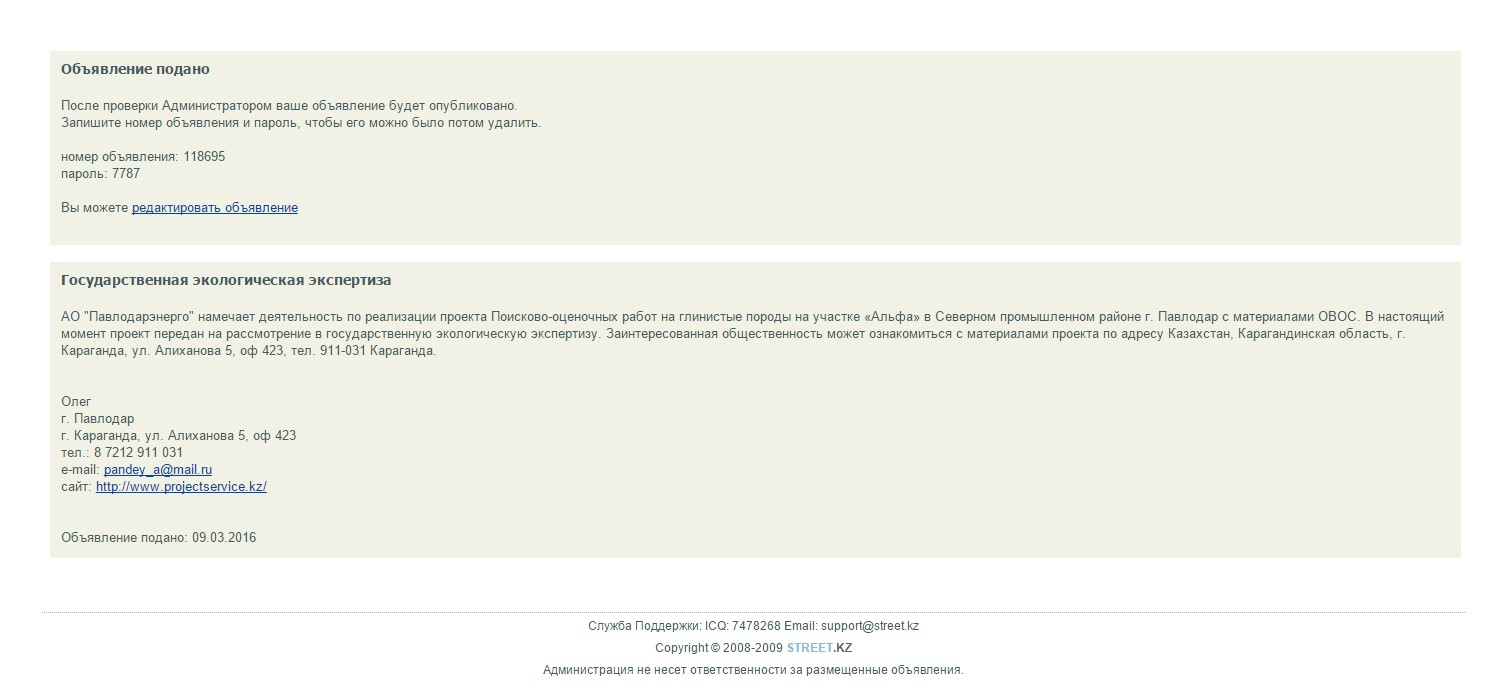 Объявление подано
После проверки Администратором ваше объявление будет опубликовано.
Запишите номер объявления и пароль, чтобы его можно было потом удалить.
номер объявления: 118695
пароль: 7787
Вы можете редактировать объявление
Государственная экологическая экспертиза
АО "Павлодарэнерго" намечает деятельность по реализации проекта Поисково-оценочных работ на глинистые породы на участке «Альфа» в Северном промышленном районе г. Павлодар с материалами ОВОС. В настоящий
момент проект передан на рассмотрение в государственную экологическую экспертизу. Заинтересованная общественность может ознакомиться с материалами проекта по адресу Казахстан, Карагандинская область, г.
Караганда, ул. Алиханова 5, оф 423, тел. 911-031 Караганда.
Олег
г. Павлодар
г. Караганда, ул. Алиханова 5, оф 423
тел.: 8 7212 911 031
e-mail: pandey_a@mail.ru
сайт: http://www.projectservice.kz/
Объявление подано: 09.03.2016
Служба Поддержки: ICQ: 7478268 Email: support@street.kz
Copyright © 2008-2009 STREET.KZ
Администрация не несет ответственности за размещенные объявления.